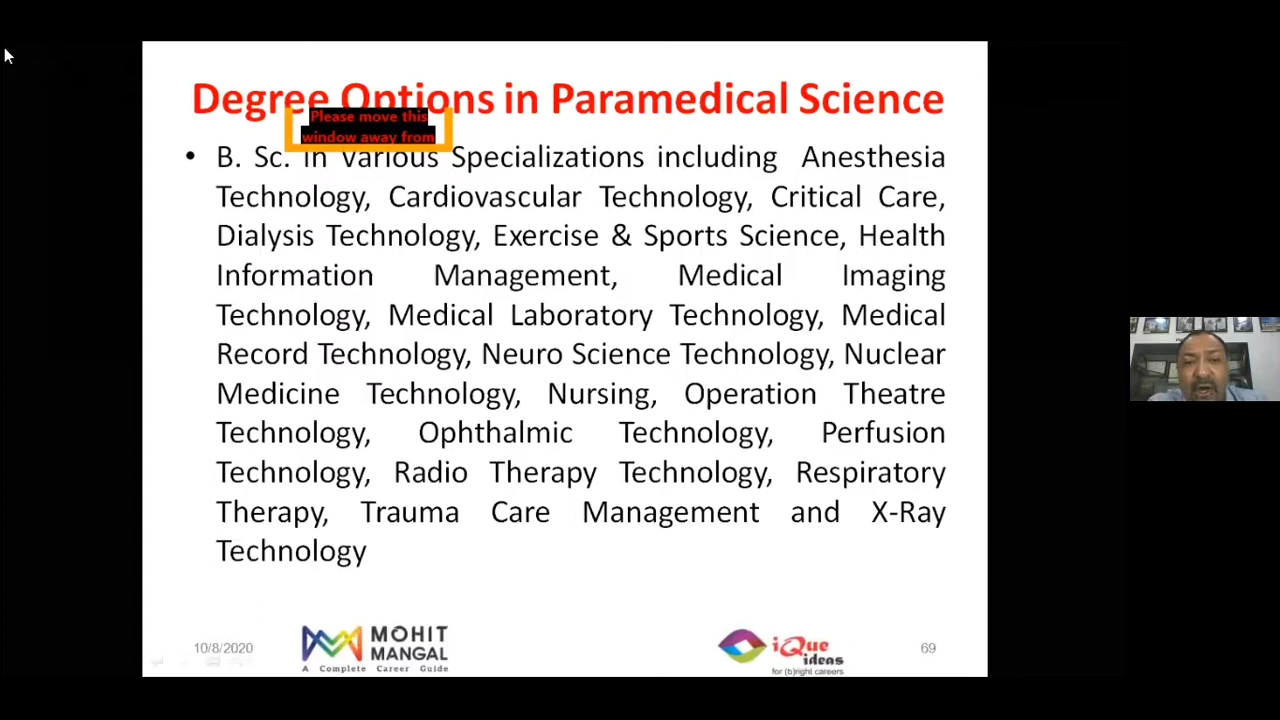 Degree Options in Paramedical Science
Please move this
window away from
• B. Sc. in Various Specializations including Anesthesia
Technology, Cardiovascular Technology, Critical Care,
Dialysis Technology, Exercise & Sports Science, Health
Information Management, Medical Imaging
Technology, Medical Laboratory Technology, Medical
Record Technology, Neuro Science Technology, Nuclear
Medicine Technology, Nursing, Operation Theatre
Technology, Ophthalmic Technology, Perfusion
Technology, Radio Therapy Technology, Respiratory
Therapy, Trauma Care Management and X-Ray
Technology
10/8/2020
MOHIT
MANGAL
A Complete Career Guide
iQue
ideas
for (b)right careers
69